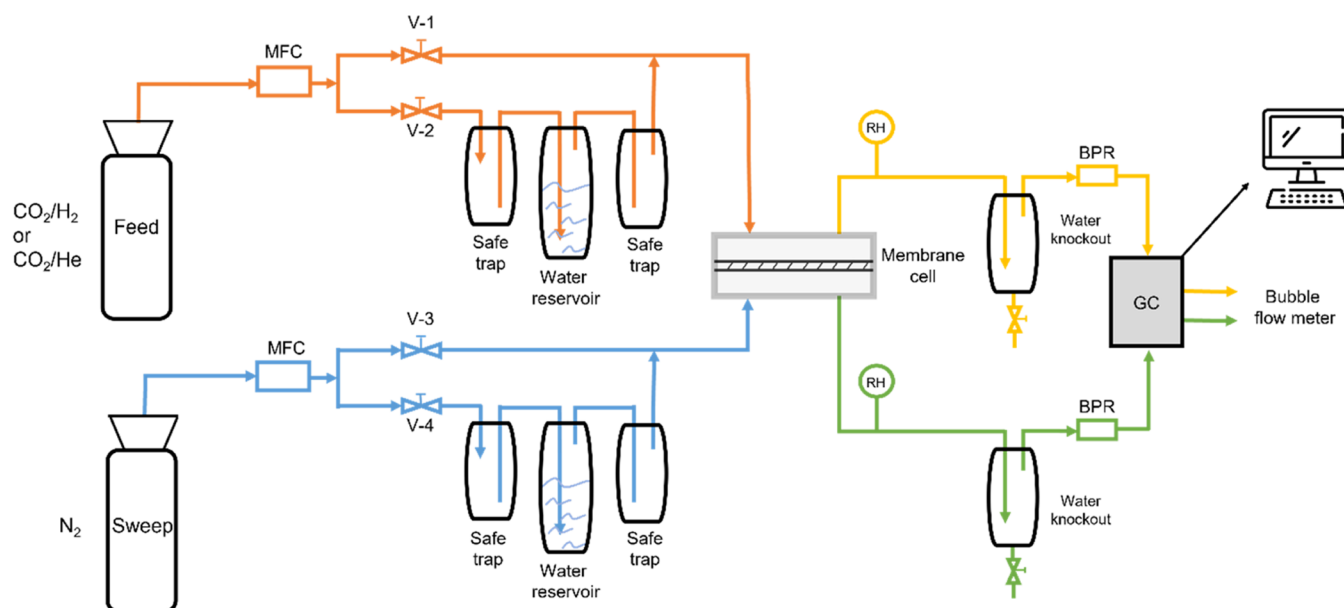 V-1
MFC
V-2
CO₂/H₂
or
CO₂/He
Feed
Safe
trap
Water
reservoir
Safe
trap
RH
BPR
Water
knockout
Membrane
cell
GC
Bubble
flow meter
V-3
MFC
V-4
N₂
Sweep
Safe
trap
Water
reservoir
Safe
trap
RH
BPR
Water
knockout